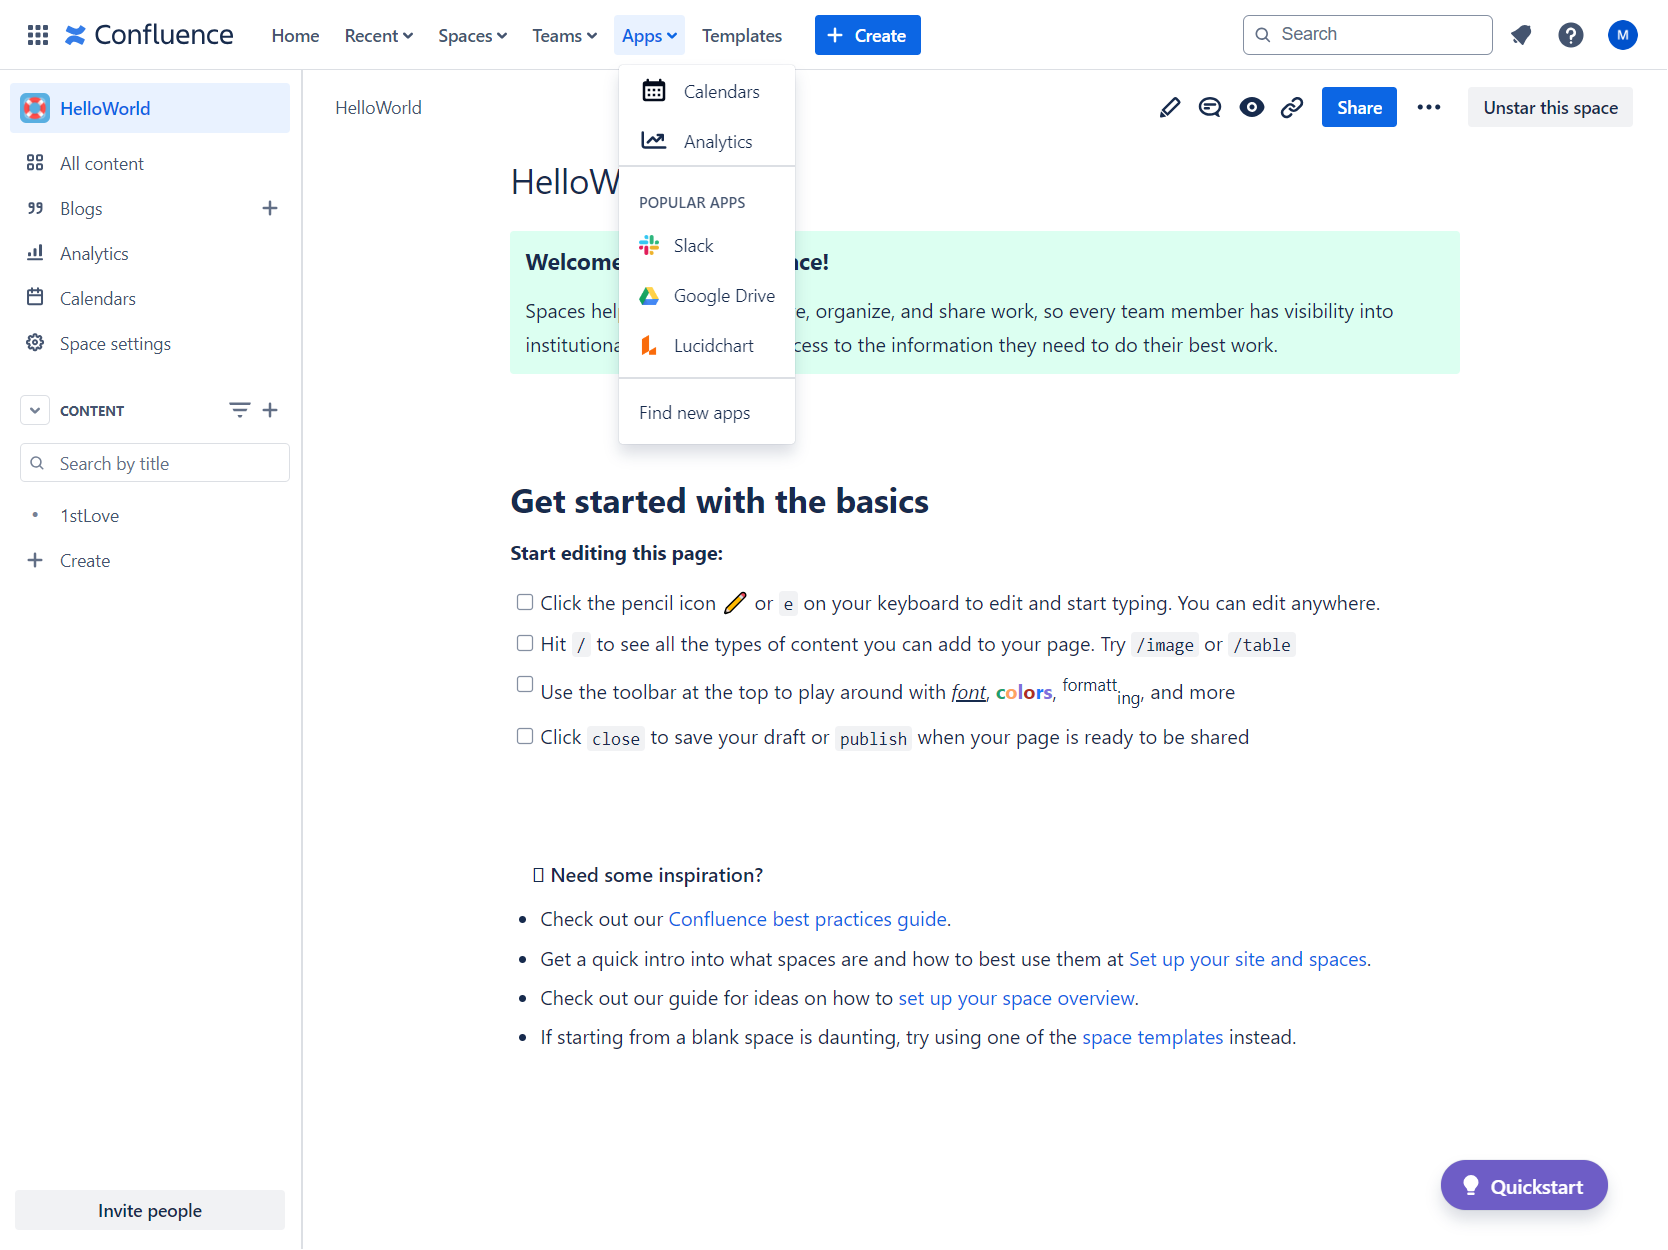 Confluence Home Recent Spaces Teams Apps Templates + Create Search M
HelloWorld
All content
Blogs
Analytics
Calendars
Space settings
CONTENT
Search by title
1stLove
Create
Invite people
HelloWorld
Share
Unstar this space
Calendars
Analytics
POPULAR APPS
Slack
Google Drive
Lucidchart
Find new apps
HelloW
Welcome ce!
Spaces hel e, organize, and share work, so every team member has visibility into
institutiona cess to the information they need to do their best work.
Get started with the basics
Start editing this page:
Click the pencil icon or e on your keyboard to edit and start typing. You can edit anywhere.
Hit / to see all the types of content you can add to your page. Try /image or /table
Use the toolbar at the top to play around with font, colors, formatting, and more
Click close to save your draft or publish when your page is ready to be shared
Need some inspiration?
• Check out our Confluence best practices guide.
• Get a quick intro into what spaces are and how to best use them at Set up your site and spaces.
• Check out our guide for ideas on how to set up your space overview.
• If starting from a blank space is daunting, try using one of the space templates instead.
Quickstart